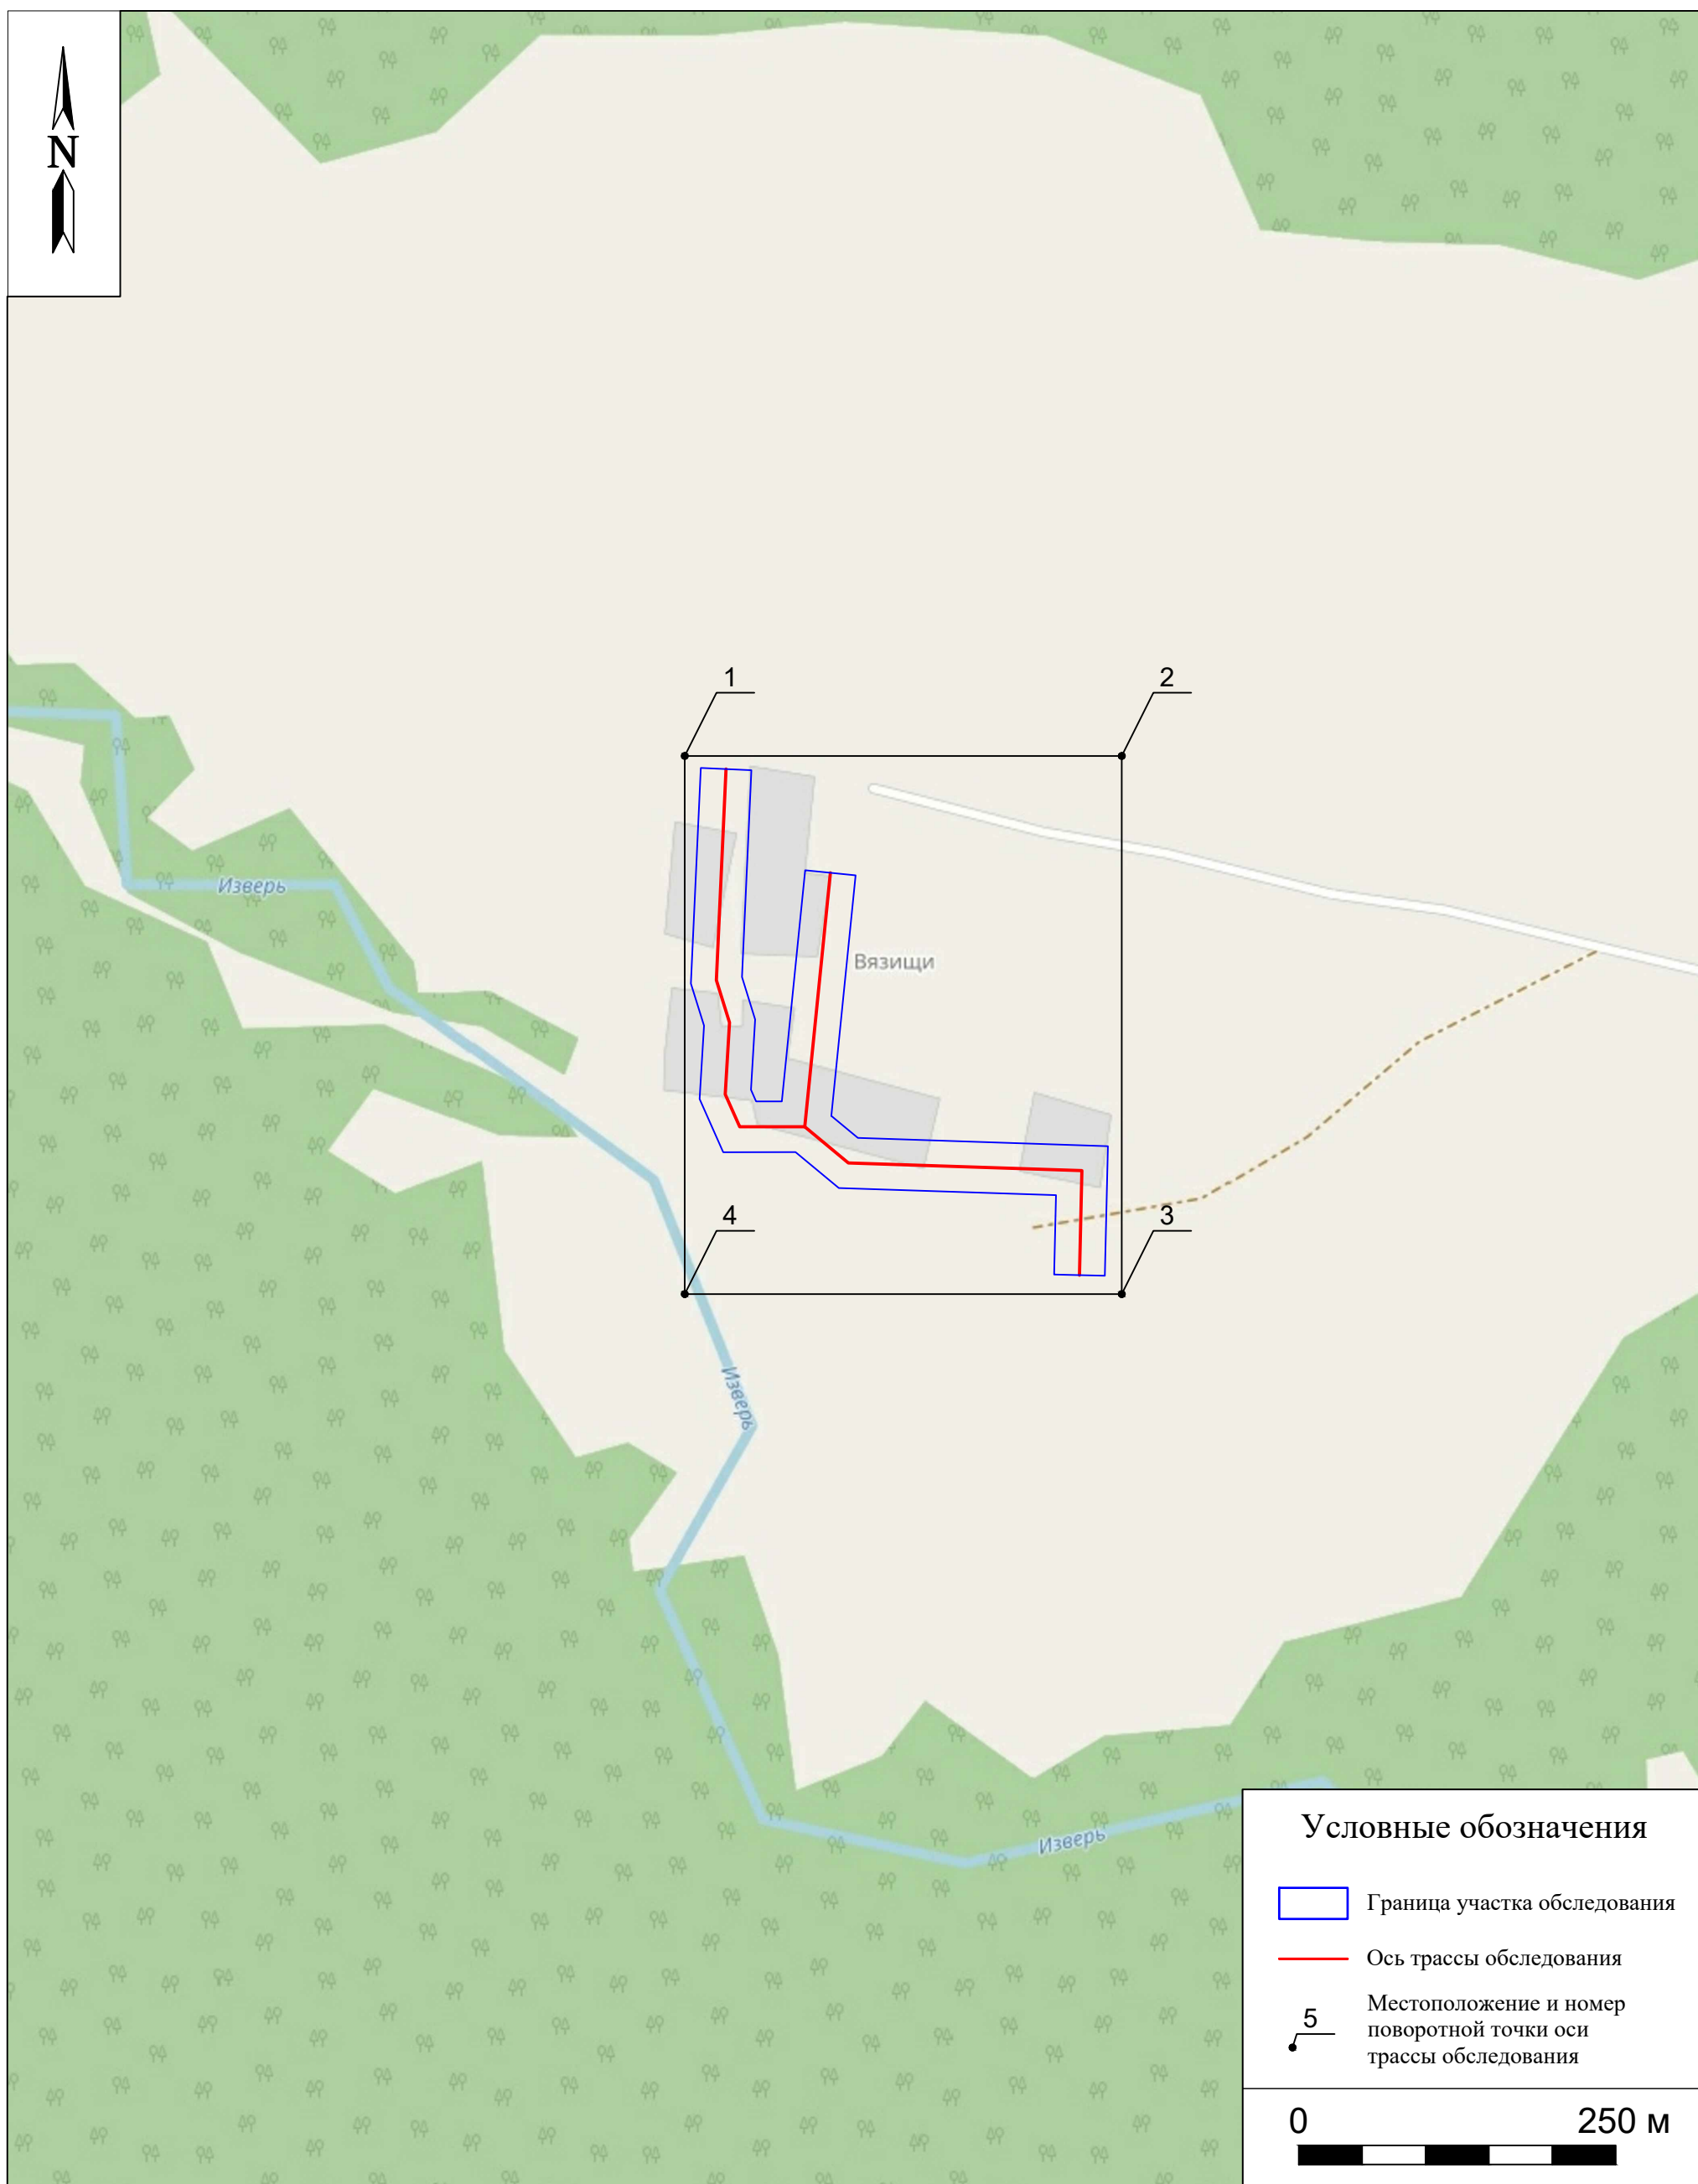 N
1
2
Изверь
Вязищи
4
3
Изверь
Изверь
Условные обозначения
Граница участка обследования
Ось трассы обследования
5
Местоположение и номер
поворотной точки оси
трассы обследования
0
250 м